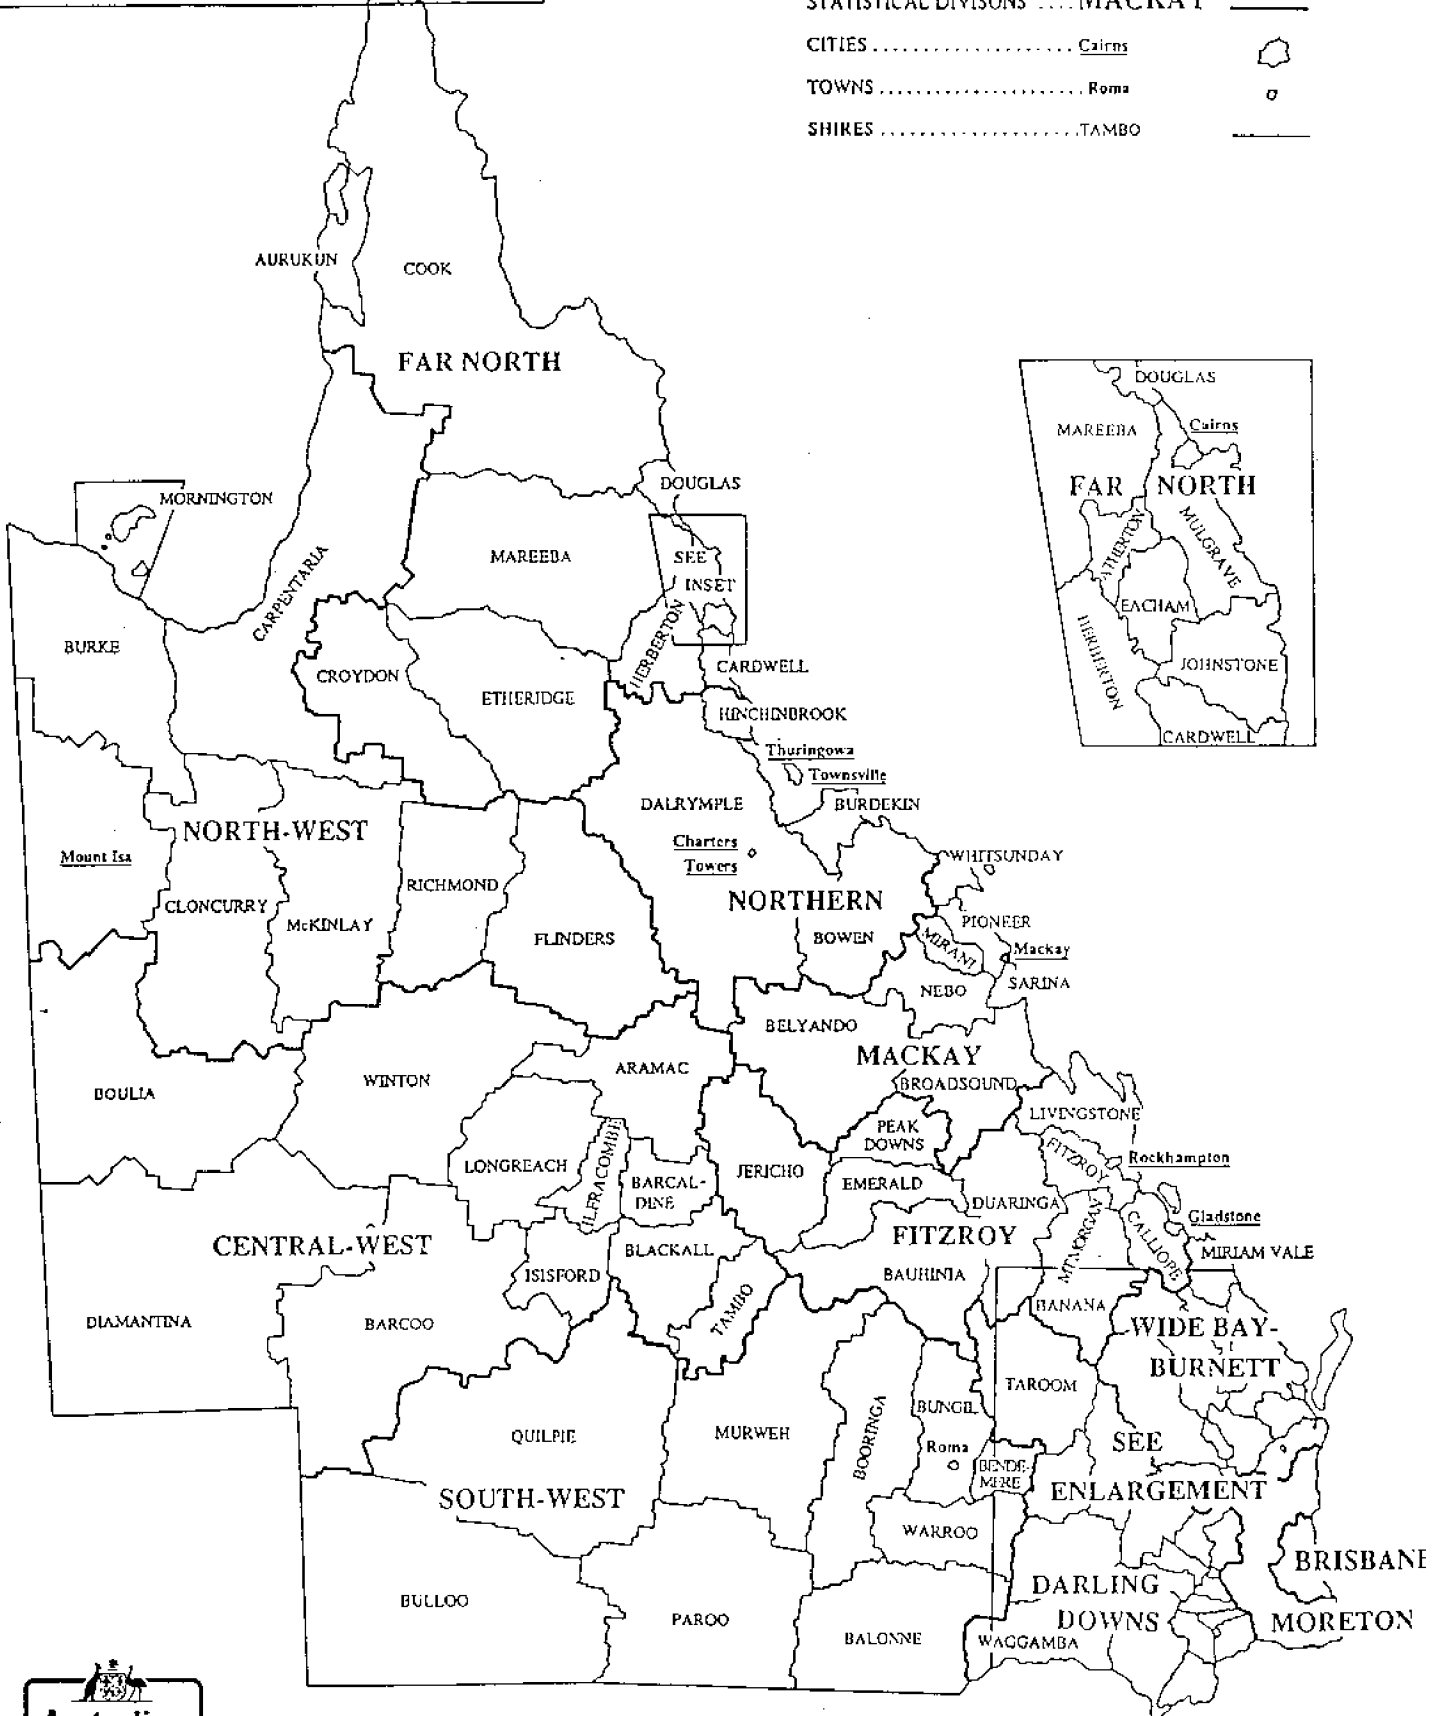 STATISTICAL DIVISONS .... MACKAY
CITIES ..................... Cairns
TOWNS ...................... Roma
SHIRES ..................... TAMBO
AURUKUN
COOK
FAR NORTH
DOUGLAS
MAREEBA
Cairns
FAR NORTH
MULGRAVE
ATHERTON
EACHAM
HERBERTON
JOHNSTONE
CARDWELL
MORNINGTON
DOUGLAS
CARPENTARIA
MAREEBA
SEE
INSET
BURKE
HERBERTON
CROYDON
CARDWELL
ETHERIDGE
HINCHINBROOK
Thuringowa
Townsville
DALRYMPLE
BURDEKIN
NORTH-WEST
Charters
Towers
Mount Isa
WHITSUNDAY
RICHMOND
NORTHERN
CLONCURRY
McKINLAY
PIONEER
FLINDERS
BOWEN
MIRANI
Mackay
NEBO
SARINA
BELYANDO
MACKAY
ARAMAC
WINTON
BROADSOUND
BOULIA
LIVINGSTONE
PEAK
DOWNS
FITZROY
Rockhampton
LONGREACH
ILFRACOMBE
BARCAL-
DINE
JERICHO
EMERALD
DUARINGA
Gladstone
CENTRAL-WEST
FITZROY
MT MORGAN
CALLIOPE
BLACKALL
MIRIAM VALE
ISISFORD
BAUHINIA
TAMBO
BANANA
DIAMANTINA
BARCOO
WIDE BAY-
BURNETT
TAROOM
BOORINGA
BUNGIL
QUILPIE
MURWEH
SEE
ENLARGEMENT
Roma
BENDE-
MERE
SOUTH-WEST
WARROO
BRISBANE
DARLING
DOWNS
BULLOO
PAROO
BALONNE
WAGGAMBA
MORETON